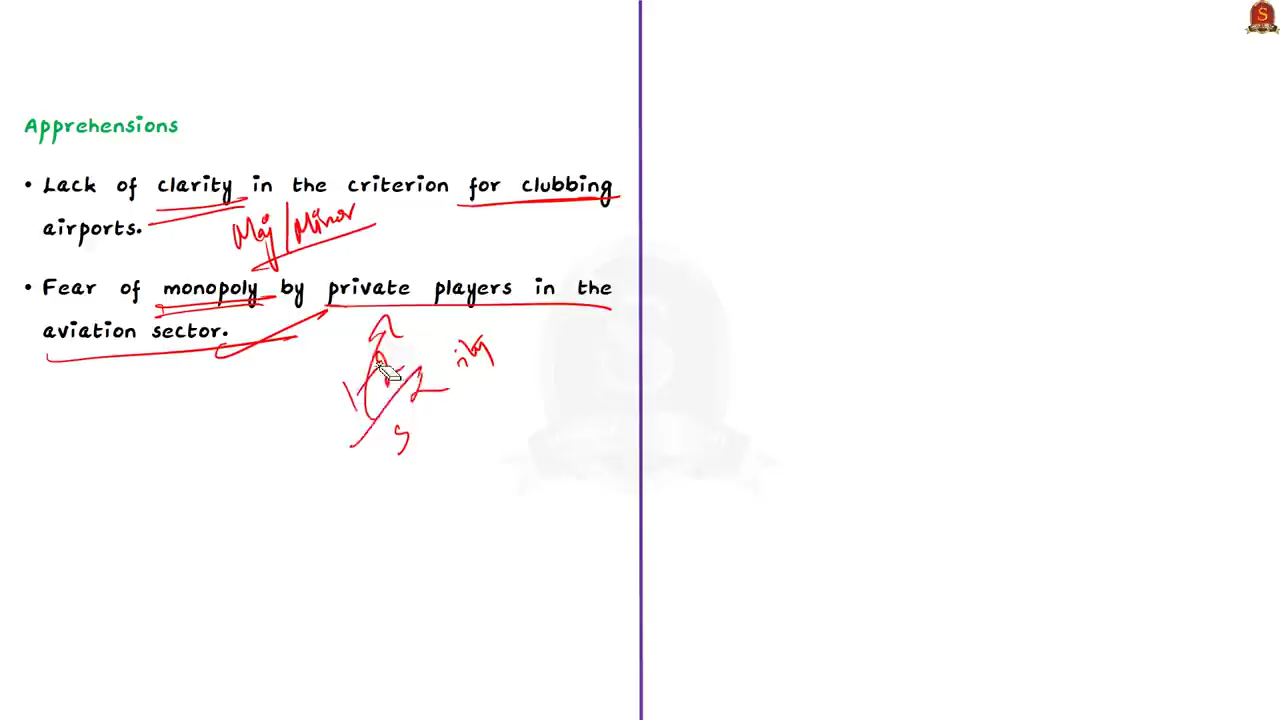 Apprehensions
• Lack of clarity in the criterion for clubbing
airports.
Maj/Minor
• Fear of monopoly by private players in the
aviation sector.